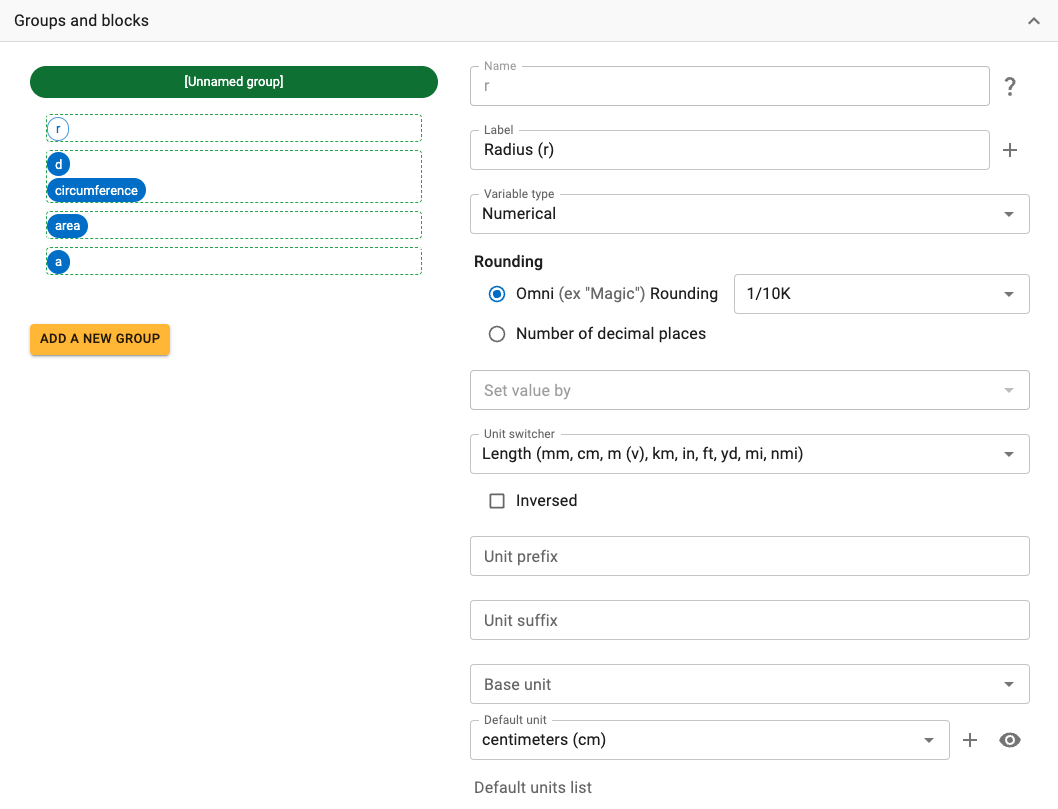 Groups and blocks
[Unnamed group]
r
d
circumference
area
a
ADD A NEW GROUP
Name
r
?
Label
Radius (r)
Variable type
Numerical
Rounding
Omni (ex "Magic") Rounding
1/10K
Number of decimal places
Set value by
Unit switcher
Length (mm, cm, m (v), km, in, ft, yd, mi, nmi)
Inversed
Unit prefix
Unit suffix
Base unit
Default unit
centimeters (cm)
Default units list